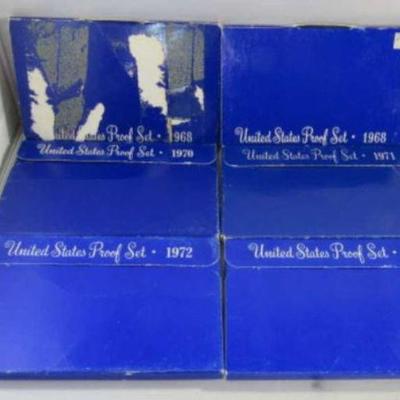 United States Proof Set • 1968
United States Proof Set • 1968
United States Proof Set • 1970
United States Proof Set • 1971
United States Proof Set • 1972
United States Proof Set •